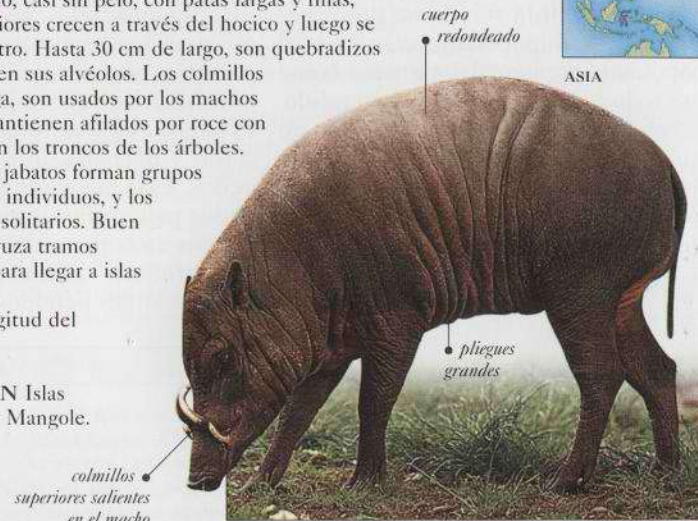 casi sin pelo, con patas largas y finas,
iores crecen a través del hocico y luego se
tro. Hasta 30 cm de largo, son quebradizos
en sus alvéolos. Los colmillos
ga, son usados por los machos
antienen afilados por roce con
n los troncos de los árboles.
jabatos forman grupos
individuos, y los
solitarios. Buen
ruza tramos
para llegar a islas
gitud del
N Islas
Mangole.
cuerpo
redondeado
ASIA
pliegues
grandes
colmillos
superiores salientes
en el macho